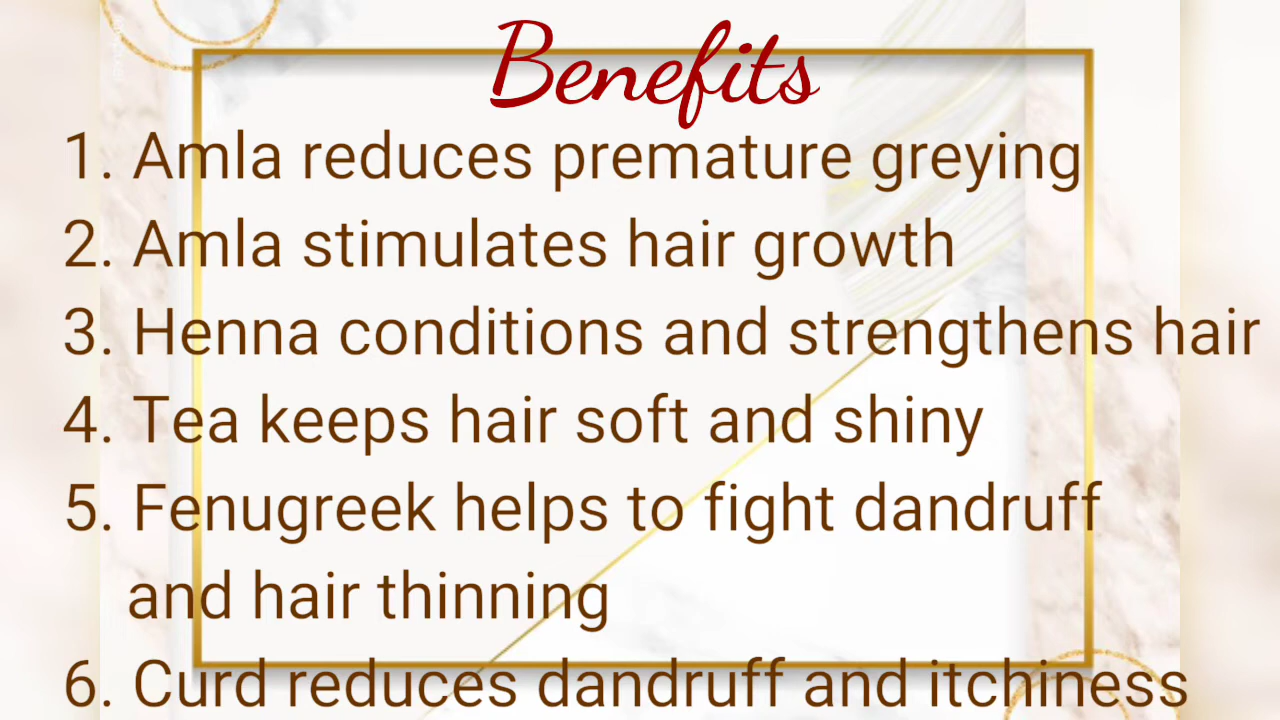 Benefits
1. Amla reduces premature greying
2. Amla stimulates hair growth
3. Henna conditions and strengthens hair
4. Tea keeps hair soft and shiny
5. Fenugreek helps to fight dandruff
and hair thinning
6. Curd reduces dandruff and itchiness